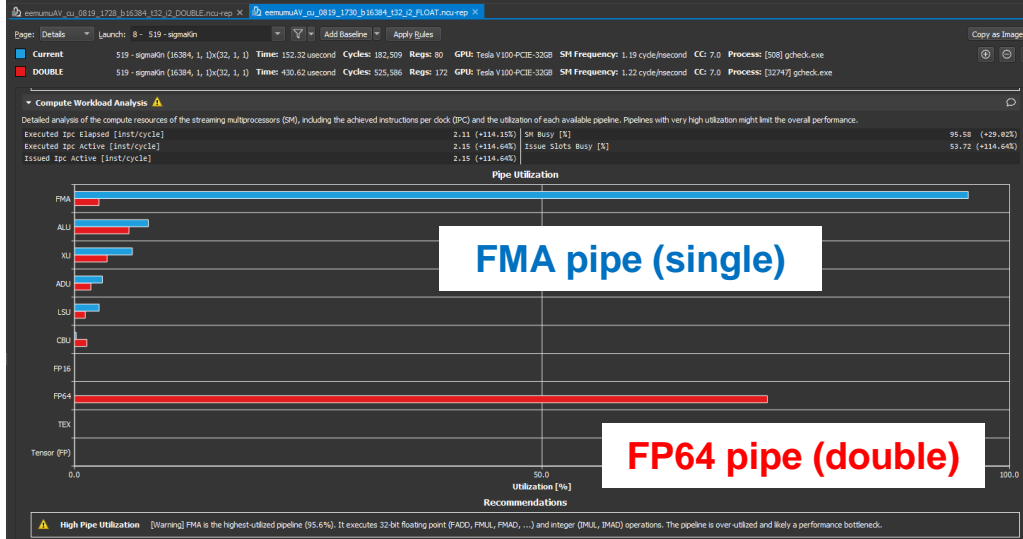 eemumuAV_cu_0819_1728_b16384_t32_i2_DOUBLE.ncu-rep × eemumuAV_cu_0819_1730_b16384_t32_i2_FLOAT.ncu-rep ×
Page: Details Launch: 8 - 519 - sigmaKin Add Baseline Apply Rules Copy as Image
Current 519 - sigmaKin (16384, 1, 1)x(32, 1, 1) Time: 152.32 usecond Cycles: 182,509 Regs: 80 GPU: Tesla V100-PCIE-32GB SM Frequency: 1.19 cycle/nsecond CC: 7.0 Process: [508] gcheck.exe
DOUBLE 519 - sigmaKin (16384, 1, 1)x(32, 1, 1) Time: 430.62 usecond Cycles: 525,586 Regs: 172 GPU: Tesla V100-PCIE-32GB SM Frequency: 1.22 cycle/nsecond CC: 7.0 Process: [32747] gcheck.exe
Compute Workload Analysis
Detailed analysis of the compute resources of the streaming multiprocessors (SM), including the achieved instructions per clock (IPC) and the utilization of each available pipeline. Pipelines with very high utilization might limit the overall performance.
Executed Ipc Elapsed [inst/cycle] 2.11 (+114.15%) SM Busy [%] 95.58 (+29.02%)
Executed Ipc Active [inst/cycle] 2.15 (+114.64%) Issue Slots Busy [%] 53.72 (+114.64%)
Issued Ipc Active [inst/cycle] 2.15 (+114.64%)
Pipe Utilization
FMA
ALU
XU
ADU
LSU
CBU
FP16
FP64
TEX
Tensor (FP)
FMA pipe (single)
FP64 pipe (double)
0.0 50.0 100.0
Utilization [%]
Recommendations
High Pipe Utilization [Warning] FMA is the highest-utilized pipeline (95.6%). It executes 32-bit floating point (FADD, FMUL, FMAD, ...) and integer (IMUL, IMAD) operations. The pipeline is over-utilized and likely a performance bottleneck.